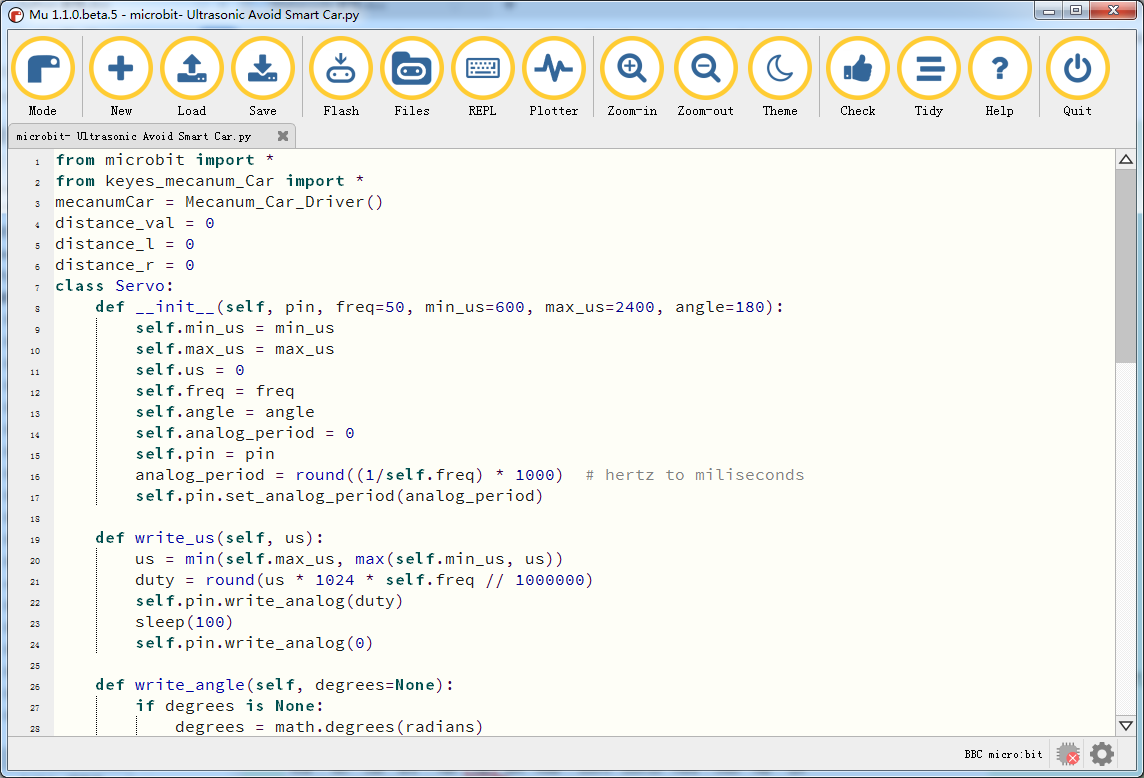 Mu 1.1.0.beta.5 - microbit- Ultrasonic Avoid Smart Car.py
Mode New Load Save Flash Files REPL Plotter Zoom-in Zoom-out Theme Check Tidy Help Quit
microbit- Ultrasonic Avoid Smart Car.py
1 from microbit import *
2 from keyes_mecanum_Car import *
3 mecanumCar = Mecanum_Car_Driver()
4 distance_val = 0
5 distance_l = 0
6 distance_r = 0
7 class Servo:
8     def __init__(self, pin, freq=50, min_us=600, max_us=2400, angle=180):
9         self.min_us = min_us
10         self.max_us = max_us
11         self.us = 0
12         self.freq = freq
13         self.angle = angle
14         self.analog_period = 0
15         self.pin = pin
16         analog_period = round((1/self.freq) * 1000)  # hertz to miliseconds
17         self.pin.set_analog_period(analog_period)
18
19     def write_us(self, us):
20         us = min(self.max_us, max(self.min_us, us))
21         duty = round(us * 1024 * self.freq // 1000000)
22         self.pin.write_analog(duty)
23         sleep(100)
24         self.pin.write_analog(0)
25
26     def write_angle(self, degrees=None):
27         if degrees is None:
28             degrees = math.degrees(radians)
BBC micro:bit